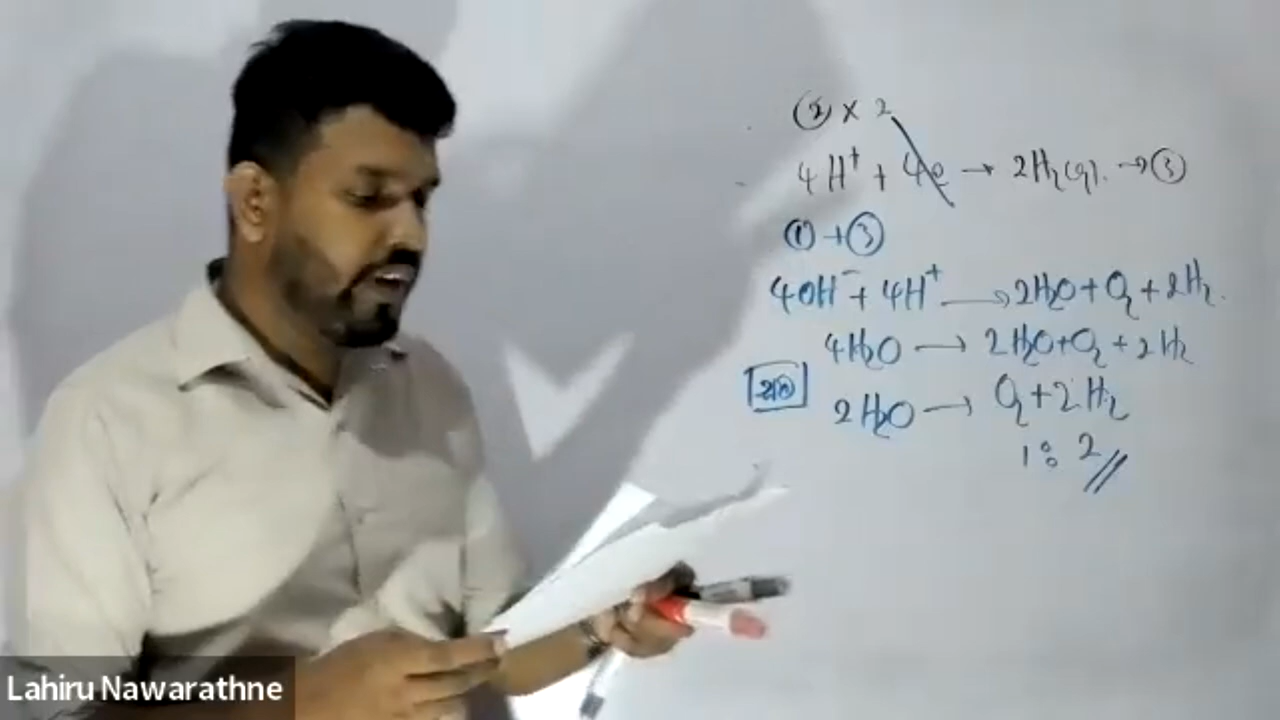 ② × 2
4H⁺ + 4e → 2H₂(g). → ③
① + ③
4OH⁻ + 4H⁺ → 2H₂O + O₂ + 2H₂.
4H₂O → 2H₂O + O₂ + 2H₂
2H₂O → O₂ + 2H₂
1 : 2 //
Lahiru Nawarathne